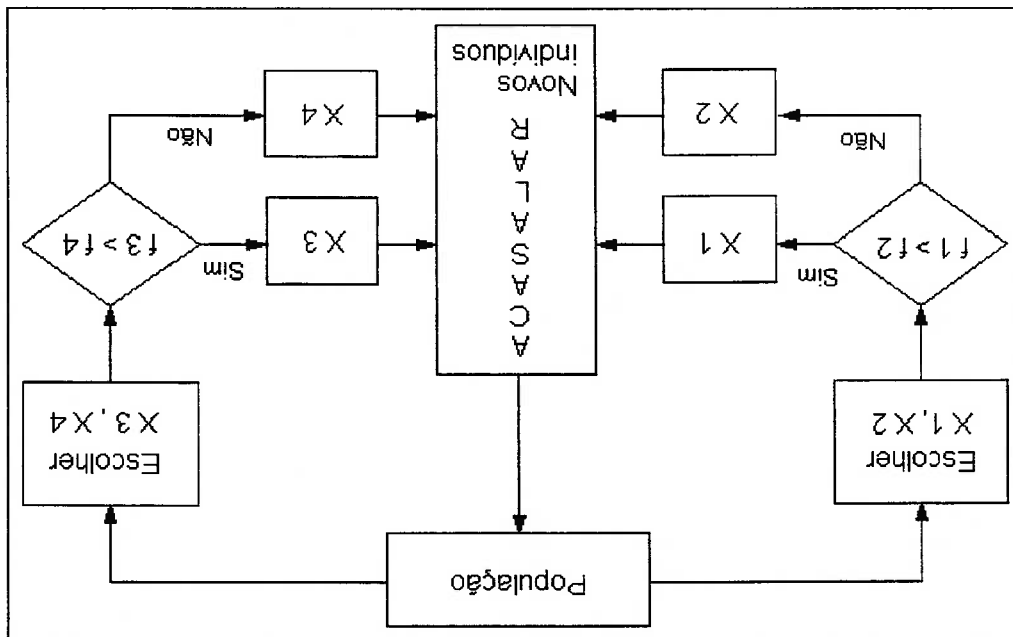 População
Escolher
X 1, X 2
Escolher
X 3, X 4
f 1 > f 2
Sim
X 1
Não
X 2
f 3 > f 4
Sim
X 3
Não
X 4
A
C
A
S
A
L
A
R
Novos
indivíduos